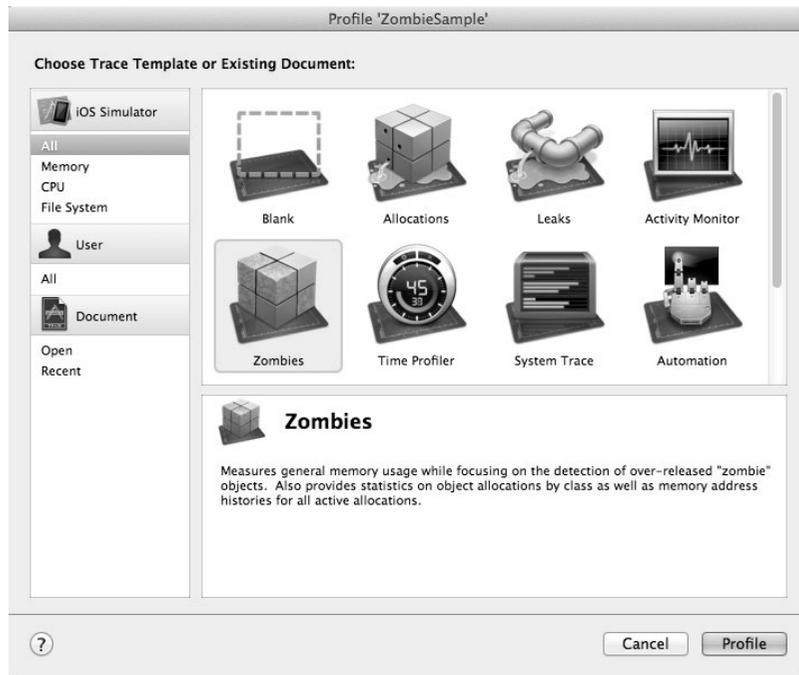 Profile 'ZombieSample'
Choose Trace Template or Existing Document:
iOS Simulator
All
Memory
CPU
File System
User
All
Document
Open
Recent
Blank
Allocations
Leaks
Activity Monitor
45
30
Zombies
Time Profiler
System Trace
Automation
Zombies
Measures general memory usage while focusing on the detection of over-released "zombie"
objects. Also provides statistics on object allocations by class as well as memory address
histories for all active allocations.
?
Cancel
Profile